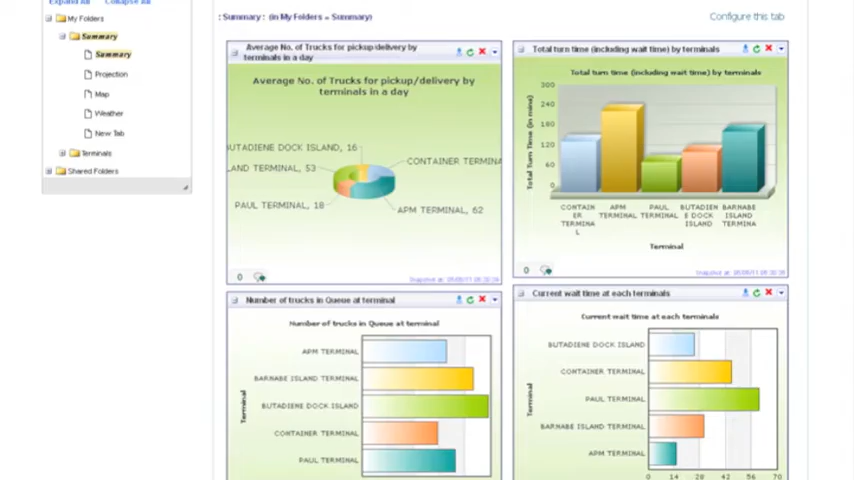 Expand All Collapse All
My Folders
Summary
Summary
Projection
Map
Weather
New Tab
Terminals
Shared Folders
: Summary : (in My Folders » Summary)
Configure this tab
Average No. of Trucks for pickup/delivery by
terminals in a day
Average No. of Trucks for pickup/delivery by
terminals in a day
BUTADIENE DOCK ISLAND, 16
LAND TERMINAL, 53
CONTAINER TERMINA
PAUL TERMINAL, 18
APM TERMINAL, 62
0
Total turn time (including wait time) by terminals
Total turn time (including wait time) by terminals
Total Turn Time (in mins)
300
240
180
120
60
0
CONTAIN
ER
TERMINA
L
APM
TERMINAL
PAUL
TERMINAL
BUTADIEN
E DOCK
ISLAND
BARNABE
ISLAND
TERMINA
Terminal
0
Number of trucks in Queue at terminal
Number of trucks in Queue at terminal
Terminal
APM TERMINAL
BARNABE ISLAND TERMINAL
BUTADIENE DOCK ISLAND
CONTAINER TERMINAL
PAUL TERMINAL
Current wait time at each terminals
Current wait time at each terminals
Terminal
BUTADIENE DOCK ISLAND
CONTAINER TERMINAL
PAUL TERMINAL
BARNABE ISLAND TERMINAL
APM TERMINAL
0 14 28 42 56 70